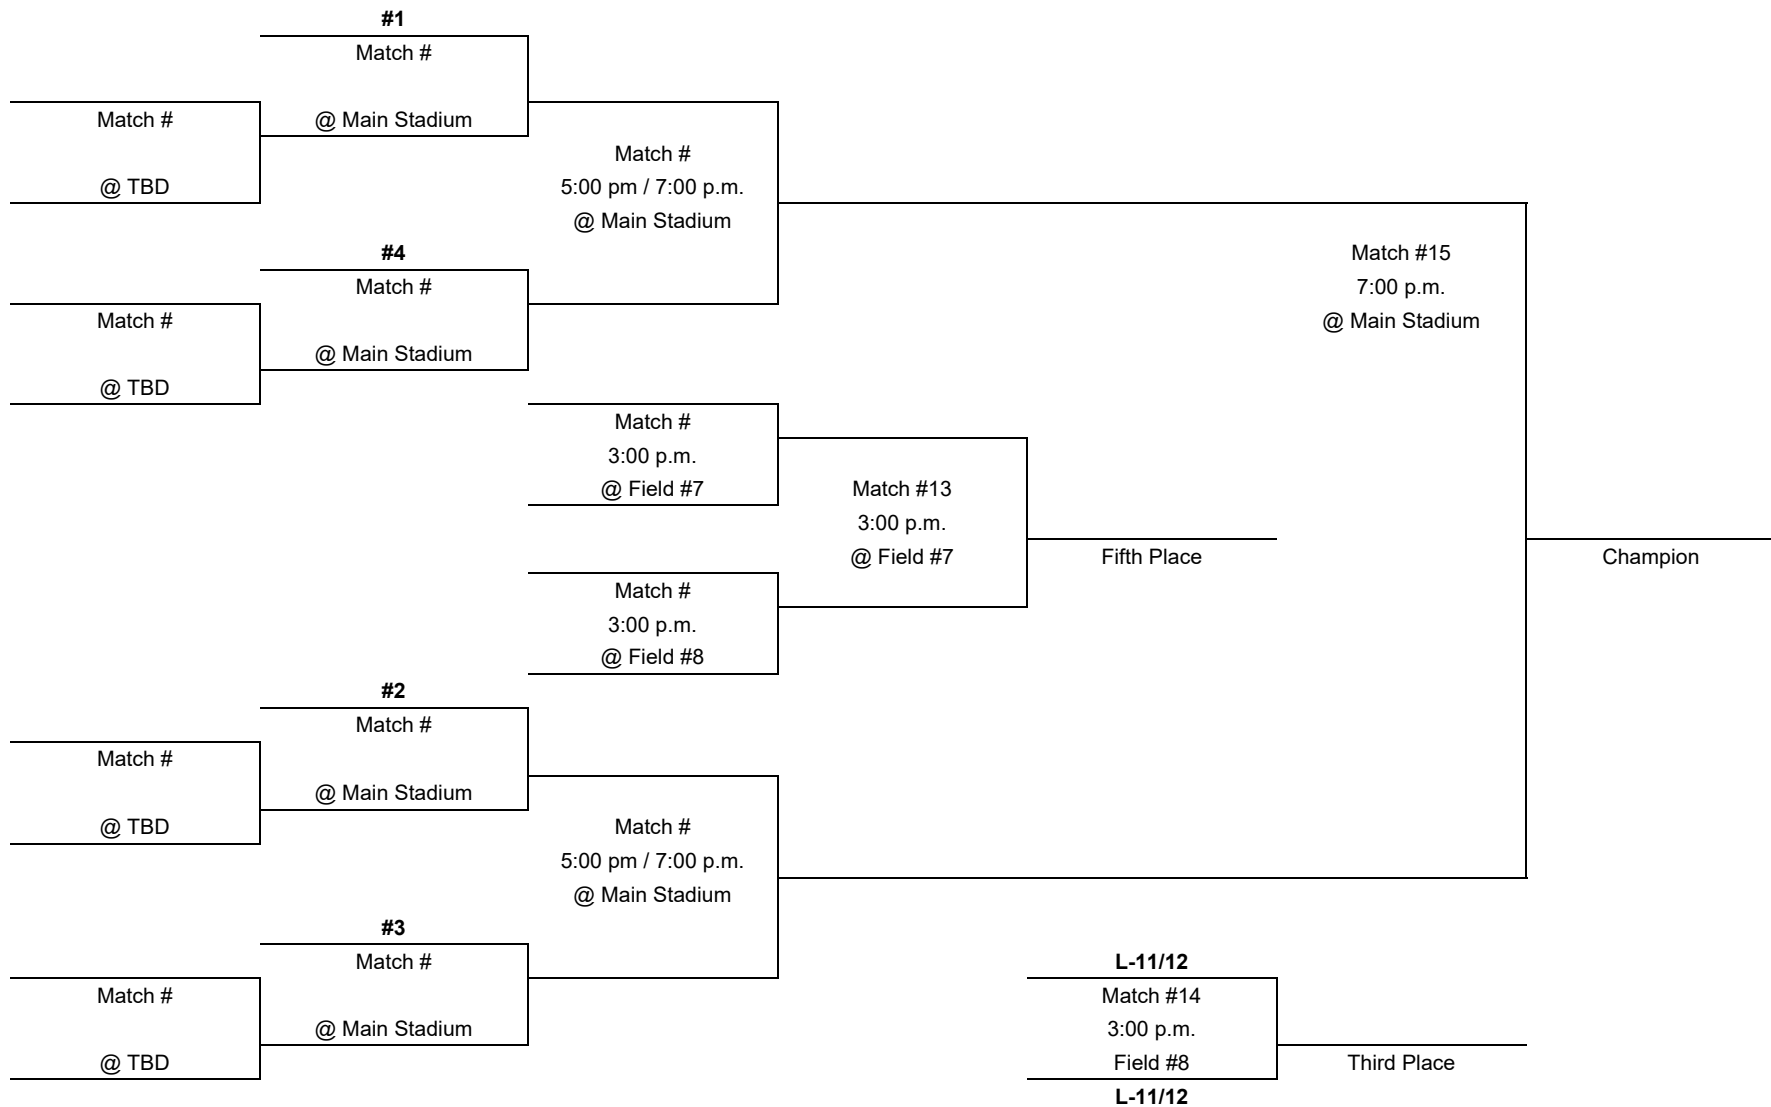 #1
Match #
@ Main Stadium
Match #
@ TBD
Match #
5:00 pm / 7:00 p.m.
@ Main Stadium
#4
Match #
@ Main Stadium
Match #
@ TBD
Match #15
7:00 p.m.
@ Main Stadium
Match #
3:00 p.m.
@ Field #7
Match #13
3:00 p.m.
@ Field #7
Fifth Place
Champion
Match #
3:00 p.m.
@ Field #8
#2
Match #
@ Main Stadium
Match #
@ TBD
Match #
5:00 pm / 7:00 p.m.
@ Main Stadium
#3
Match #
@ Main Stadium
Match #
@ TBD
L-11/12
Match #14
3:00 p.m.
Field #8
L-11/12
Third Place